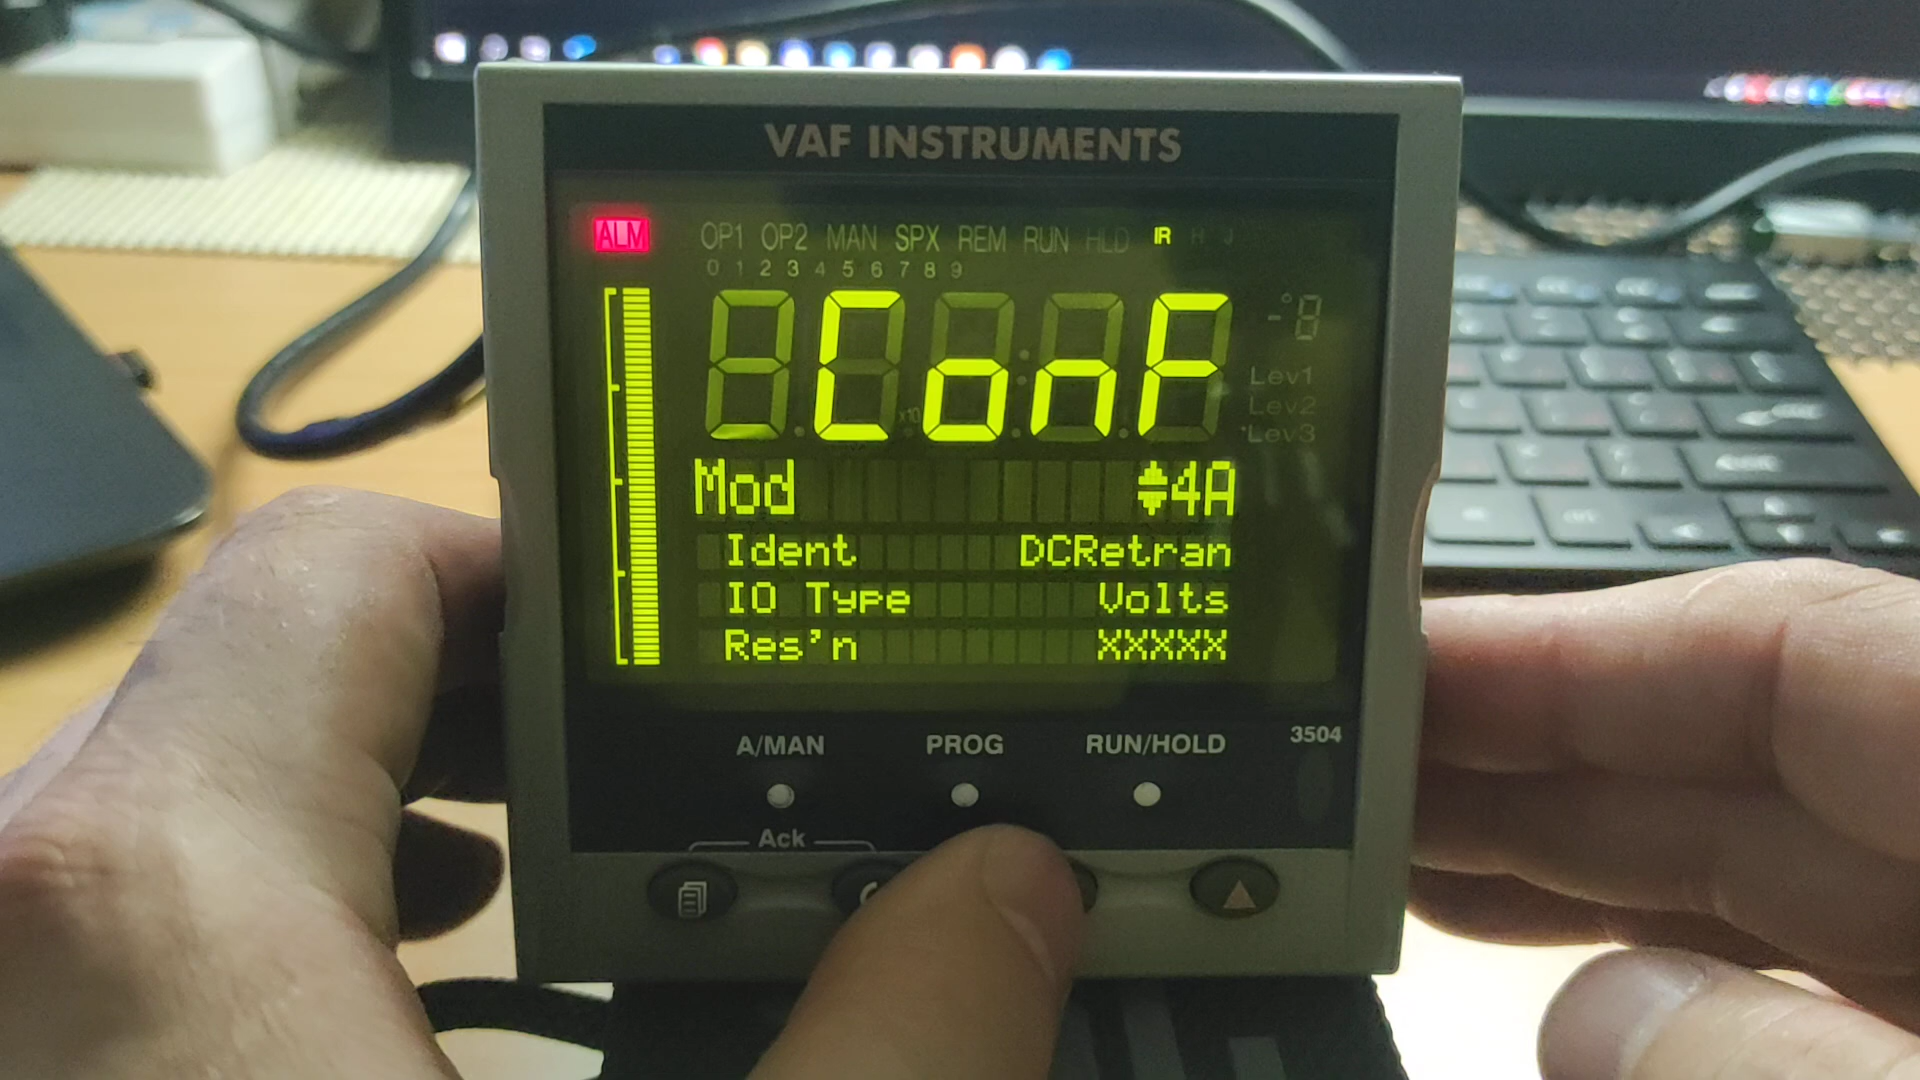 VAF INSTRUMENTS
ALM OP1 OP2 MAN SPX REM RUN HLD IR H J
0 1 2 3 4 5 6 7 8 9
ConF
Lev1
Lev2
Lev3
Mod 4A
Ident DCRetran
IO Type Volts
Res'n XXXXX
3504
A/MAN PROG RUN/HOLD
Ack